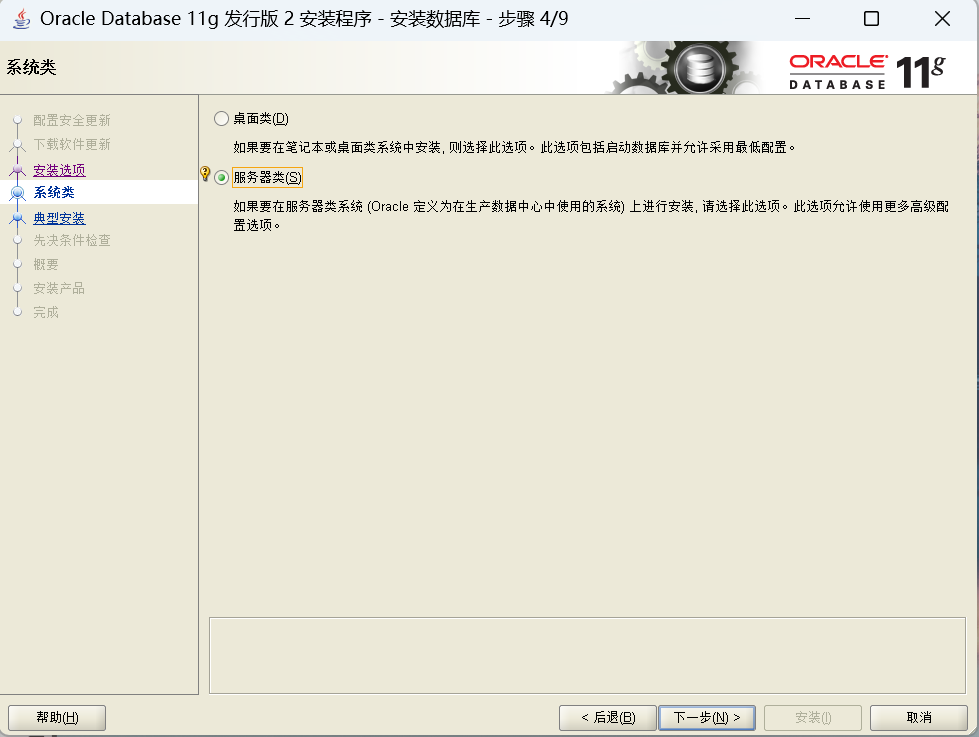 Oracle Database 11g 发行版 2 安装程序 - 安装数据库 - 步骤 4/9
系统类
ORACLE
DATABASE
11g
配置安全更新
下载软件更新
安装选项
系统类
典型安装
先决条件检查
概要
安装产品
完成
桌面类(D)
如果要在笔记本或桌面类系统中安装, 则选择此选项。此选项包括启动数据库并允许采用最低配置。
服务器类(S)
如果要在服务器类系统 (Oracle 定义为在生产数据中心中使用的系统) 上进行安装, 请选择此选项。此选项允许使用更多高级配
置选项。
帮助(H)
< 后退(B)
下一步(N) >
安装(I)
取消